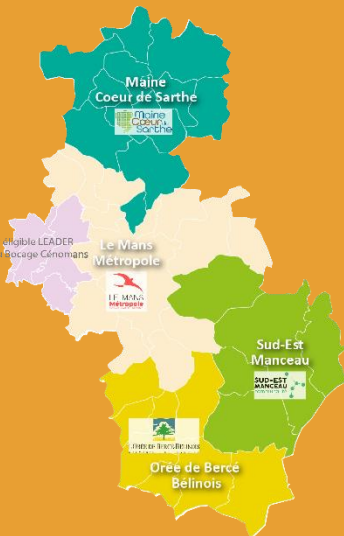 Maine
Coeur de Sarthe
Maine
Cœur de
Sarthe
éligible LEADER
Bocage Cénomans
Le Mans
Métropole
LE MANS
Métropole
Sud-Est
Manceau
SUD-EST
MANCEAU
Orée de Bercé
Bélinois